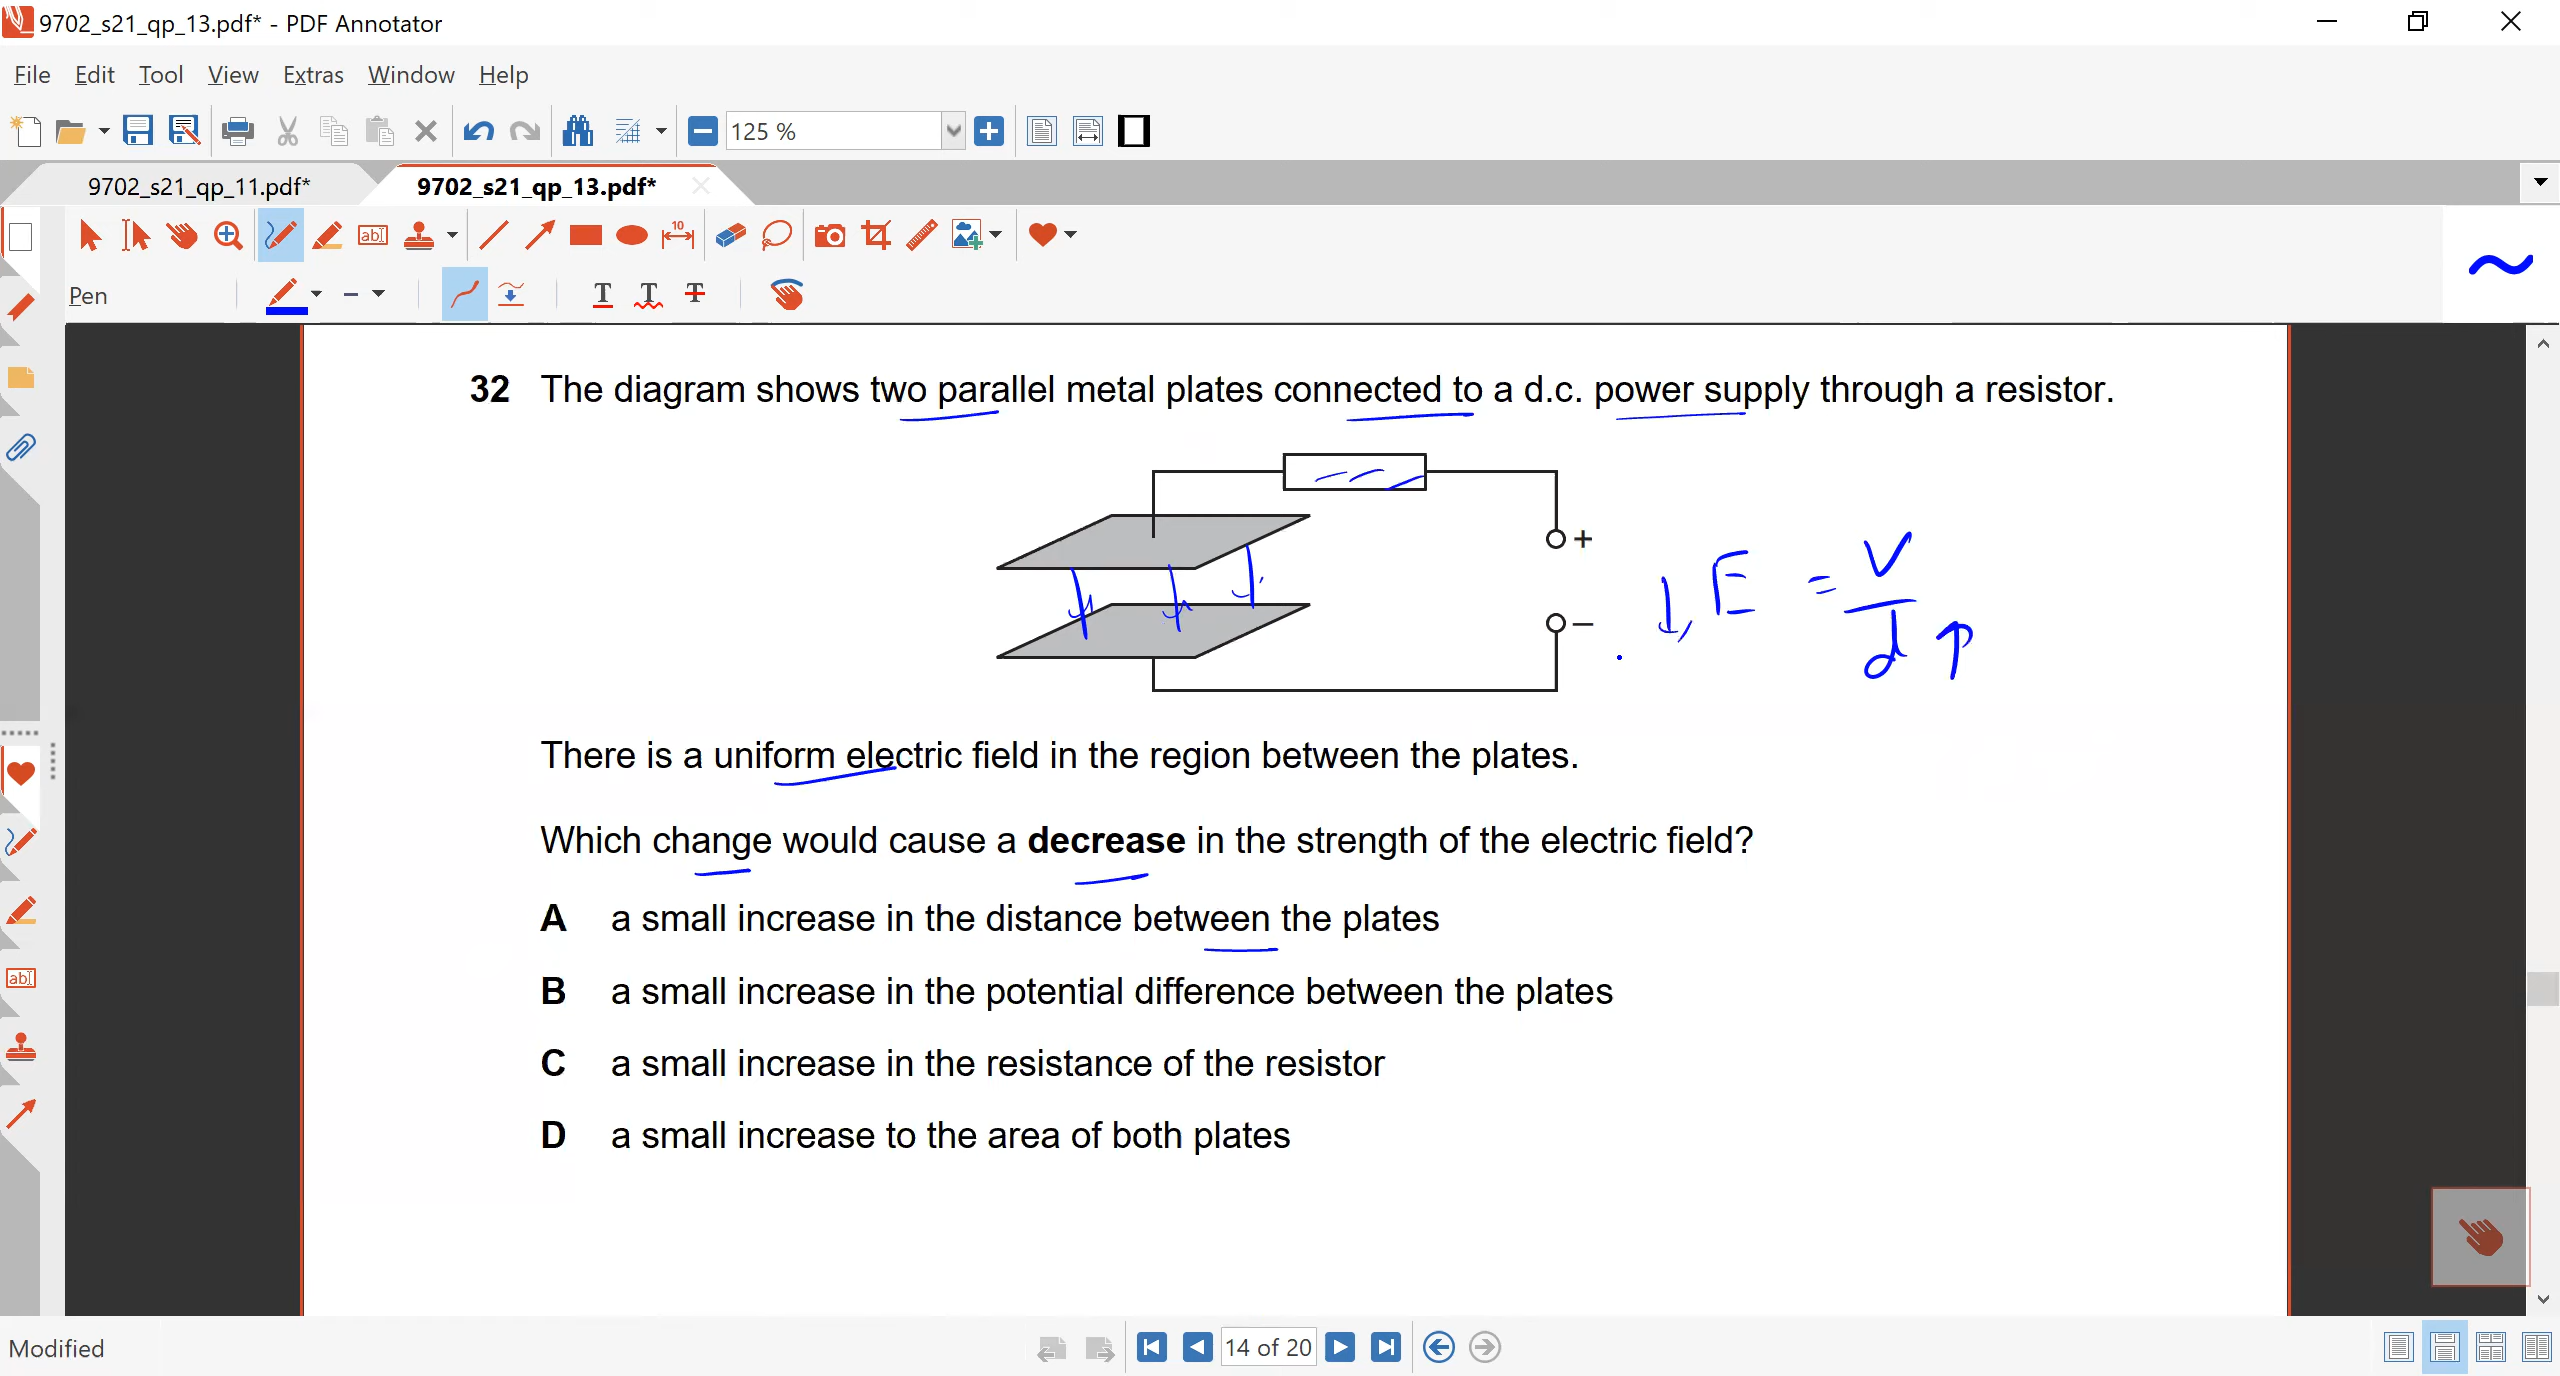 9702_s21_qp_13.pdf* - PDF Annotator
File Edit Tool View Extras Window Help
125 %
9702_s21_qp_11.pdf* 9702_s21_qp_13.pdf*
ab 10
Pen T T T
32 The diagram shows two parallel metal plates connected to a d.c. power supply through a resistor.
+
–
↓ E = V
d ↑
There is a uniform electric field in the region between the plates.
Which change would cause a decrease in the strength of the electric field?
A a small increase in the distance between the plates
B a small increase in the potential difference between the plates
ab
C a small increase in the resistance of the resistor
D a small increase to the area of both plates
Modified 14 of 20